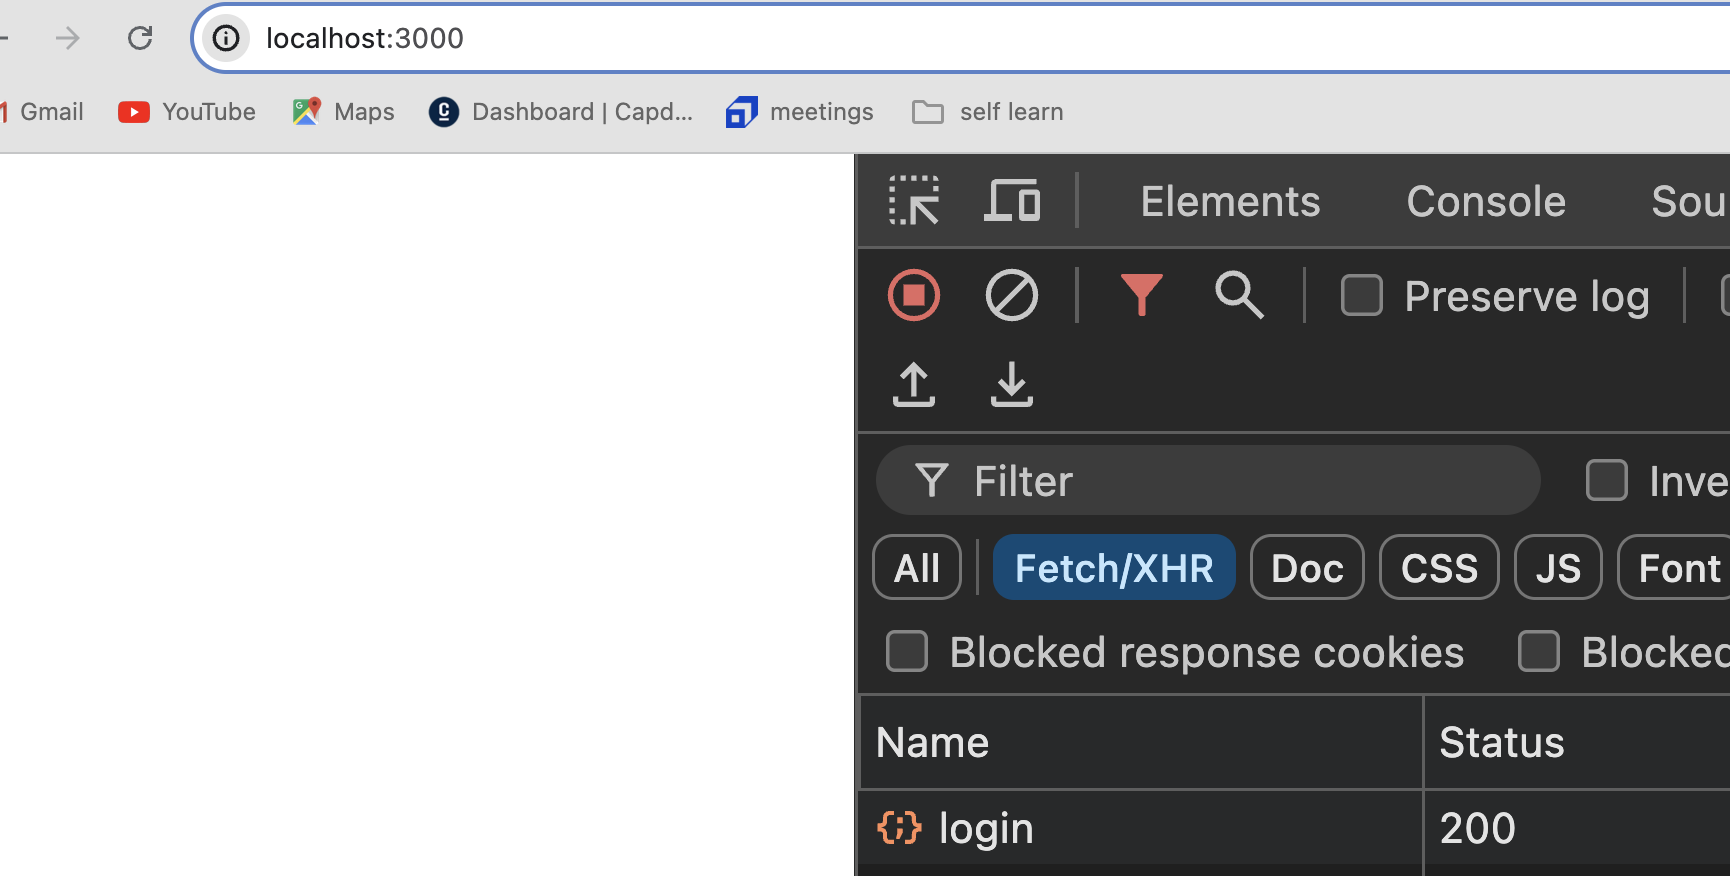 localhost:3000
Gmail YouTube Maps Dashboard | Capd... meetings self learn
Elements Console Sou
Preserve log
Filter Inve
All Fetch/XHR Doc CSS JS Font
Blocked response cookies Blocked
Name Status
login 200